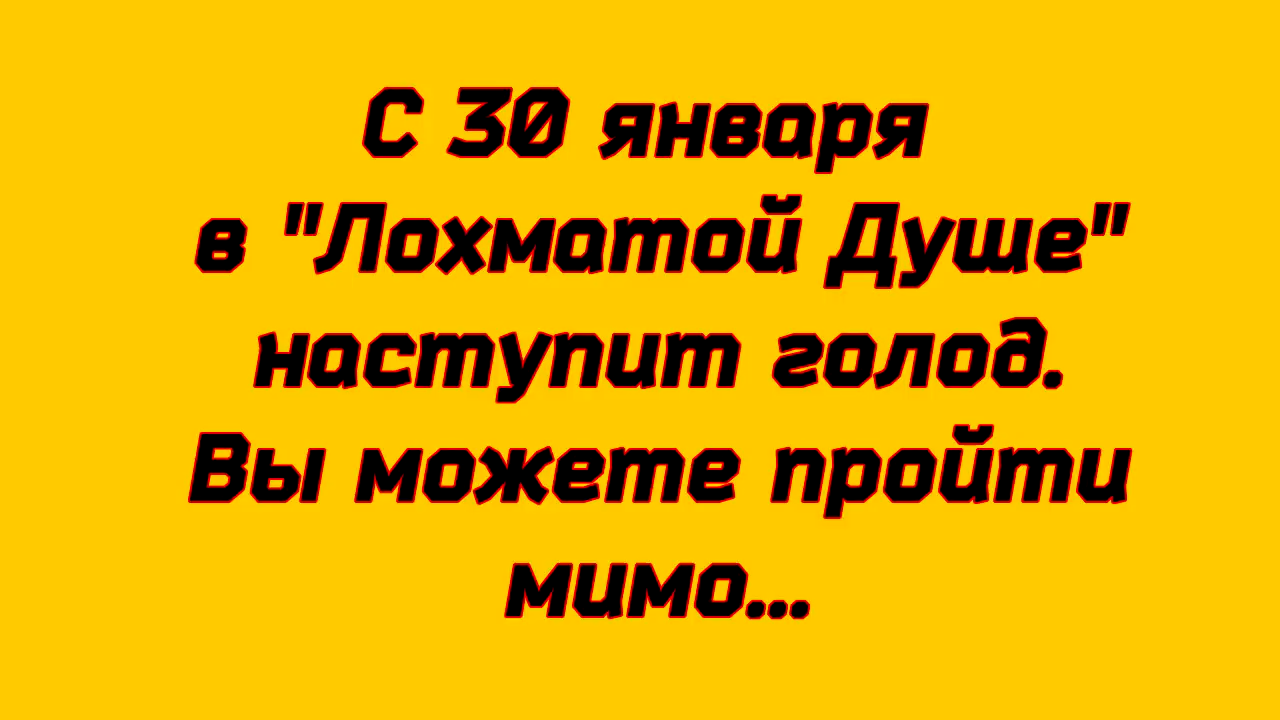 С 30 января
в "Лохматой Душе"
наступит голод.
Вы можете пройти
мимо...